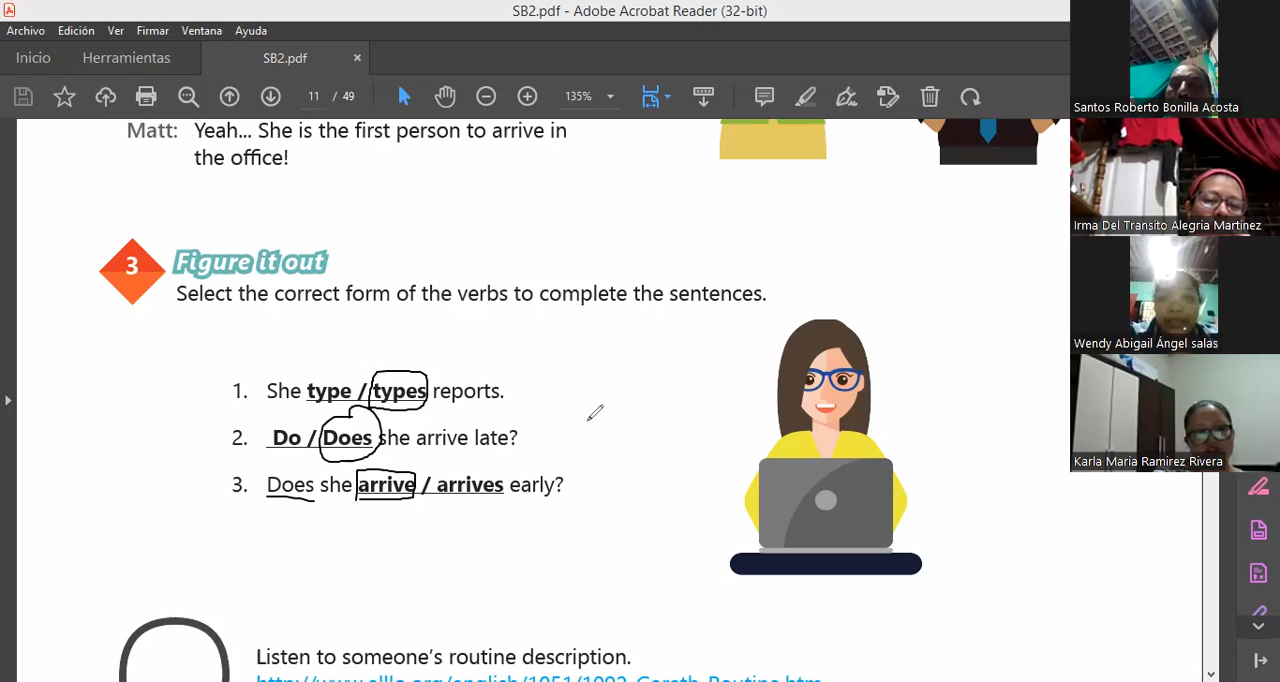 SB2.pdf - Adobe Acrobat Reader (32-bit)
Archivo Edición Ver Firmar Ventana Ayuda
Inicio Herramientas SB2.pdf ×
11 / 49 135%
Matt: Yeah... She is the first person to arrive in
the office!
3 Figure it out
Select the correct form of the verbs to complete the sentences.
1. She type / types reports.
2. Do / Does she arrive late?
3. Does she arrive / arrives early?
Listen to someone's routine description.
Santos Roberto Bonilla Acosta
Irma Del Transito Alegria Martinez
Wendy Abigail Ángel salas
Karla Maria Ramirez Rivera